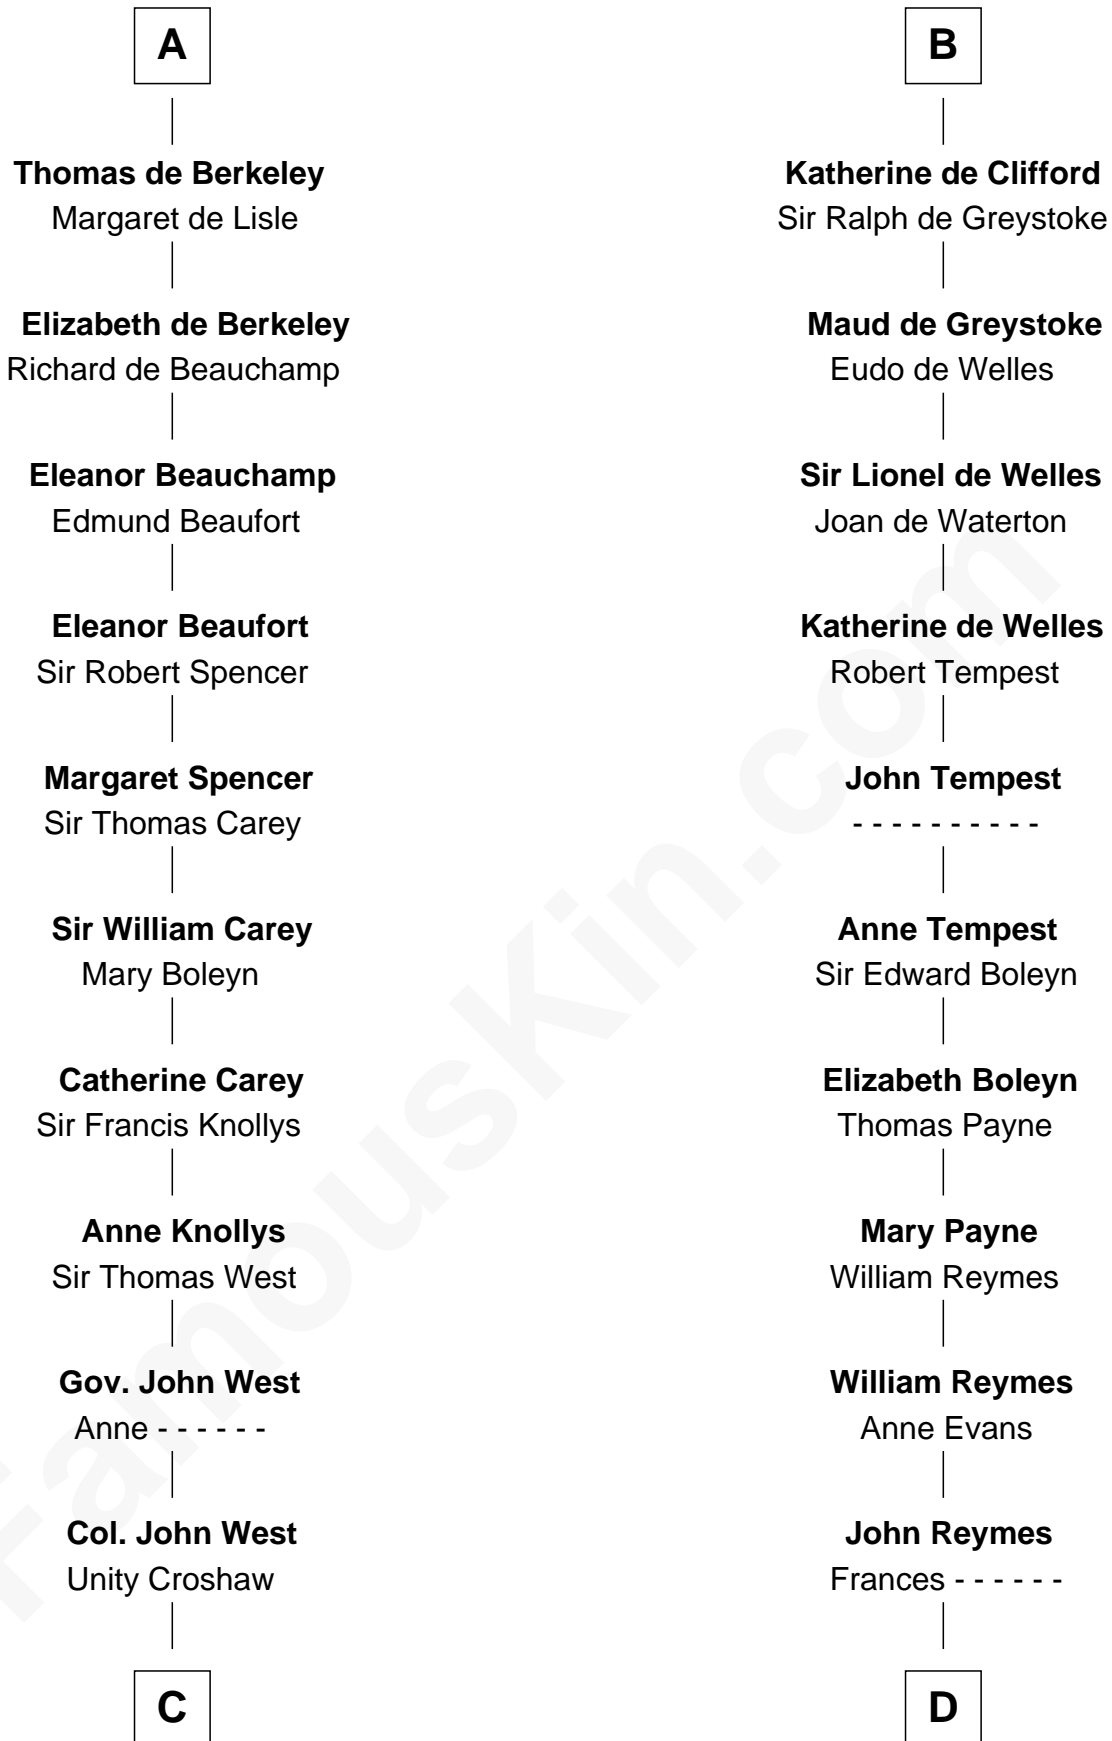 A
Thomas de Berkeley
Margaret de Lisle
Elizabeth de Berkeley
Richard de Beauchamp
Eleanor Beauchamp
Edmund Beaufort
Eleanor Beaufort
Sir Robert Spencer
Margaret Spencer
Sir Thomas Carey
Sir William Carey
Mary Boleyn
Catherine Carey
Sir Francis Knollys
Anne Knollys
Sir Thomas West
Gov. John West
Anne - - - - - -
Col. John West
Unity Croshaw
C
B
Katherine de Clifford
Sir Ralph de Greystoke
Maud de Greystoke
Eudo de Welles
Sir Lionel de Welles
Joan de Waterton
Katherine de Welles
Robert Tempest
John Tempest
- - - - - - - - - -
Anne Tempest
Sir Edward Boleyn
Elizabeth Boleyn
Thomas Payne
Mary Payne
William Reymes
William Reymes
Anne Evans
John Reymes
Frances - - - - - -
D
FamousKin.com